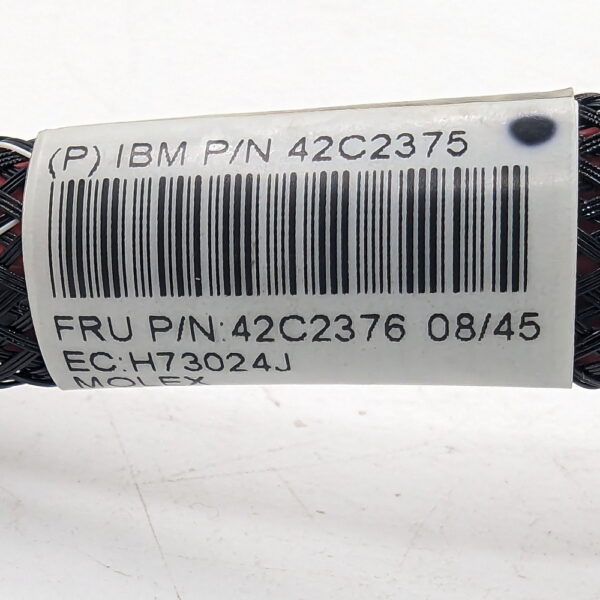 (P) IBM P/N 42C2375
FRU P/N:42C2376 08/45
EC:H73024J
MOLEX